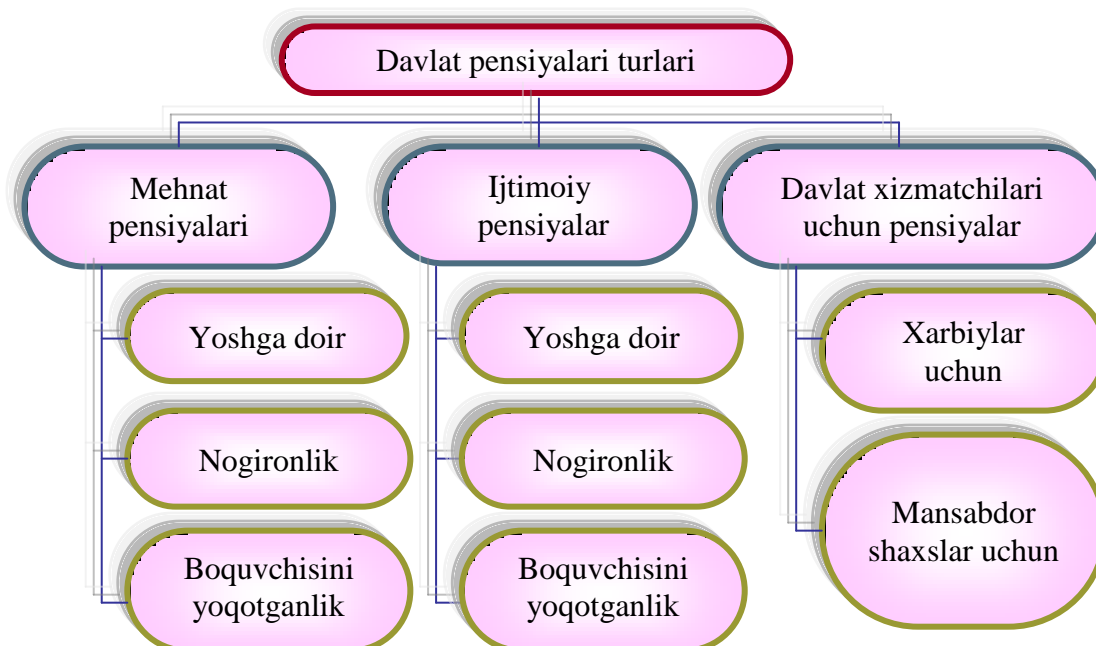 Davlat pensiyalari turlari
Mehnat
pensiyalari
Ijtimoiy
pensiyalar
Davlat xizmatchilari
uchun pensiyalar
Yoshga doir
Nogironlik
Boquvchisini
yoqotganlik
Yoshga doir
Nogironlik
Boquvchisini
yoqotganlik
Xarbiylar
uchun
Mansabdor
shaxslar uchun